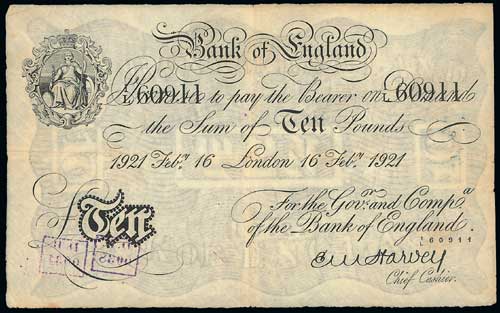 Bank of England
Promise to pay the Bearer on Demand
60911 L 60911
the Sum of Ten Pounds
1921 Feby. 16 London 16 Feby. 1921
For the Govr. and Compa.
of the Bank of England.
£Ten
L 60911
E M Harvey
Chief Cashier.